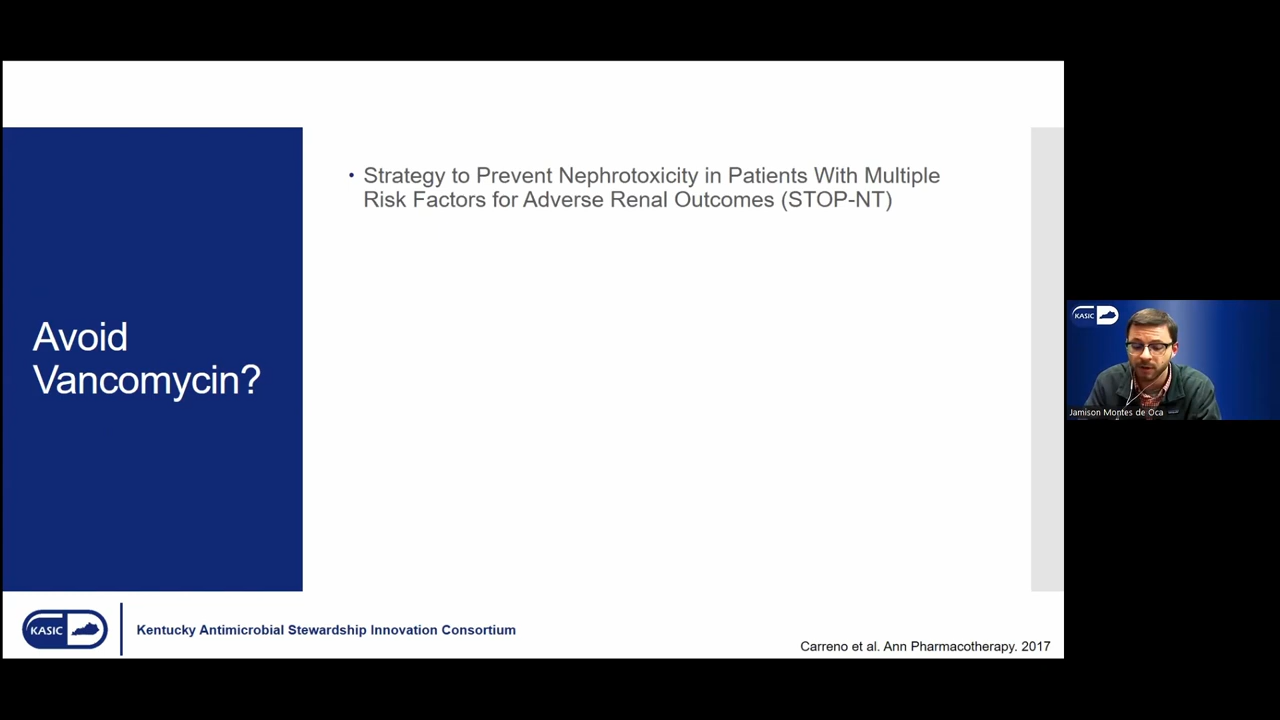 Avoid
Vancomycin?
• Strategy to Prevent Nephrotoxicity in Patients With Multiple
Risk Factors for Adverse Renal Outcomes (STOP-NT)
KASIC
Kentucky Antimicrobial Stewardship Innovation Consortium
Carreno et al. Ann Pharmacotherapy. 2017
KASIC
Jamison Montes de Oca